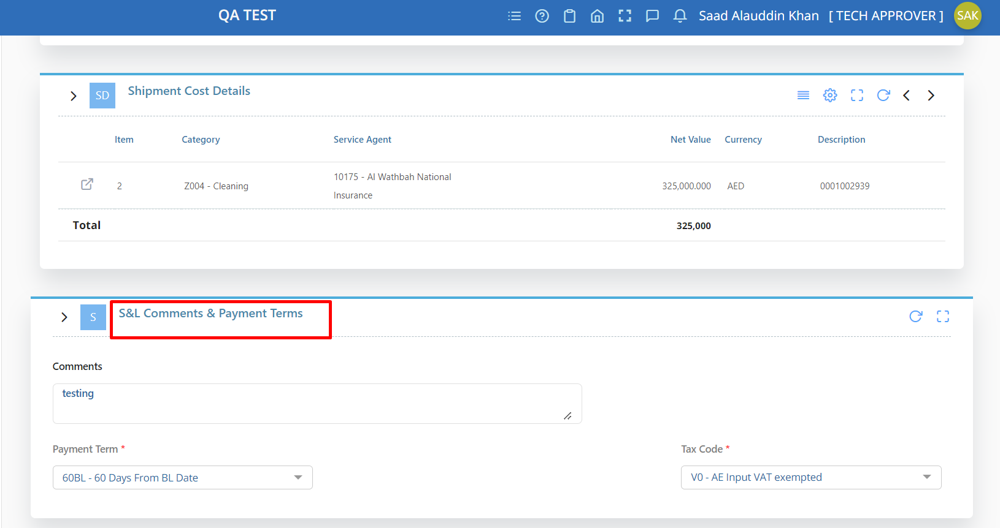 QA TEST Saad Alauddin Khan [ TECH APPROVER ] SAK
SD Shipment Cost Details
Item Category Service Agent Net Value Currency Description
2 Z004 - Cleaning 10175 - Al Wathbah National 325,000.000 AED 0001002939
Insurance
Total 325,000
S S&L Comments & Payment Terms
Comments
testing
Payment Term * Tax Code *
60BL - 60 Days From BL Date V0 - AE Input VAT exempted